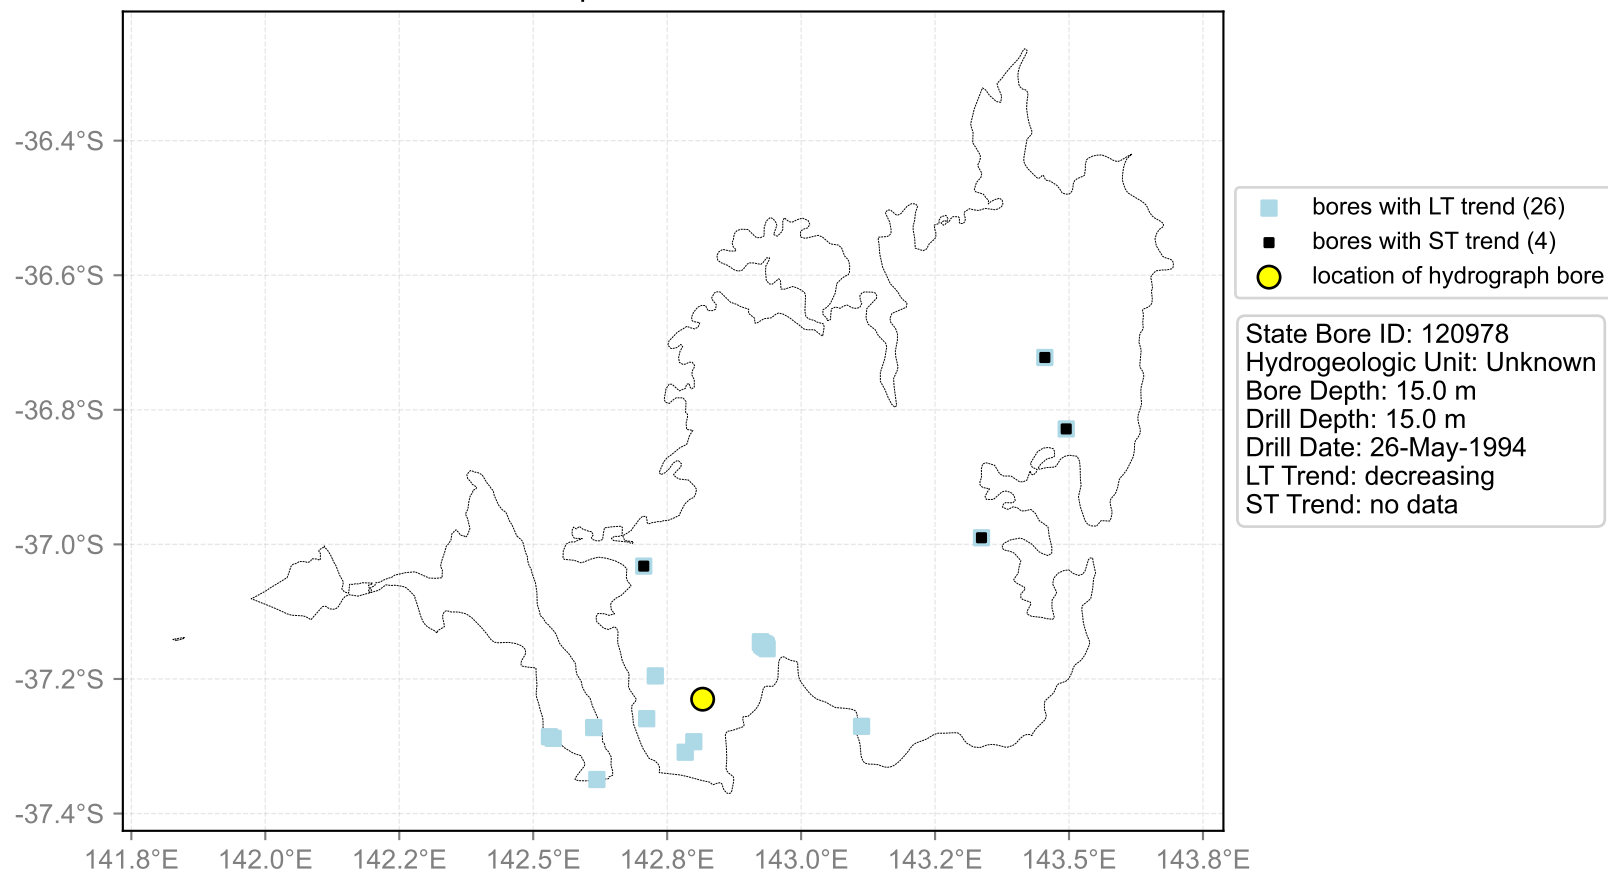 -36.4°S
-36.6°S
-36.8°S
-37.0°S
-37.2°S
-37.4°S
141.8°E 142.0°E 142.2°E 142.5°E 142.8°E 143.0°E 143.2°E 143.5°E 143.8°E
bores with LT trend (26)
bores with ST trend (4)
location of hydrograph bore
State Bore ID: 120978
Hydrogeologic Unit: Unknown
Bore Depth: 15.0 m
Drill Depth: 15.0 m
Drill Date: 26-May-1994
LT Trend: decreasing
ST Trend: no data